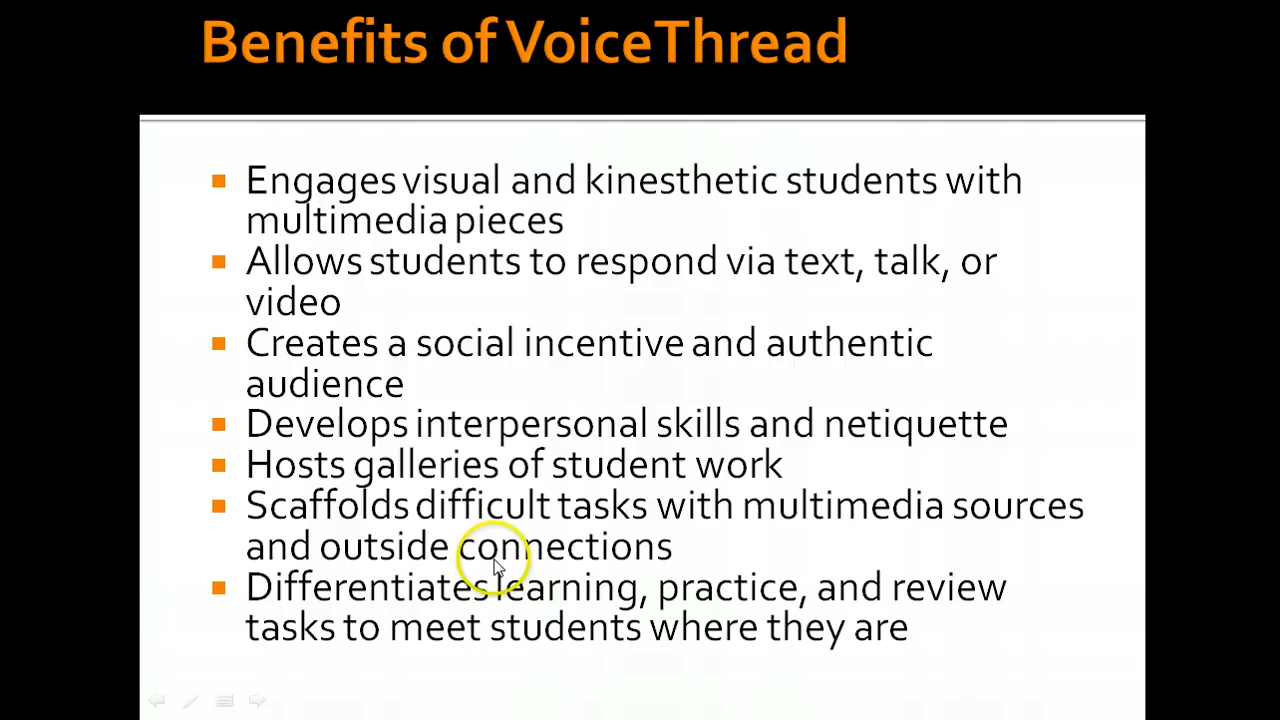 Benefits of VoiceThread
Engages visual and kinesthetic students with
multimedia pieces
Allows students to respond via text, talk, or
video
Creates a social incentive and authentic
audience
Develops interpersonal skills and netiquette
Hosts galleries of student work
Scaffolds difficult tasks with multimedia sources
and outside connections
Differentiates learning, practice, and review
tasks to meet students where they are